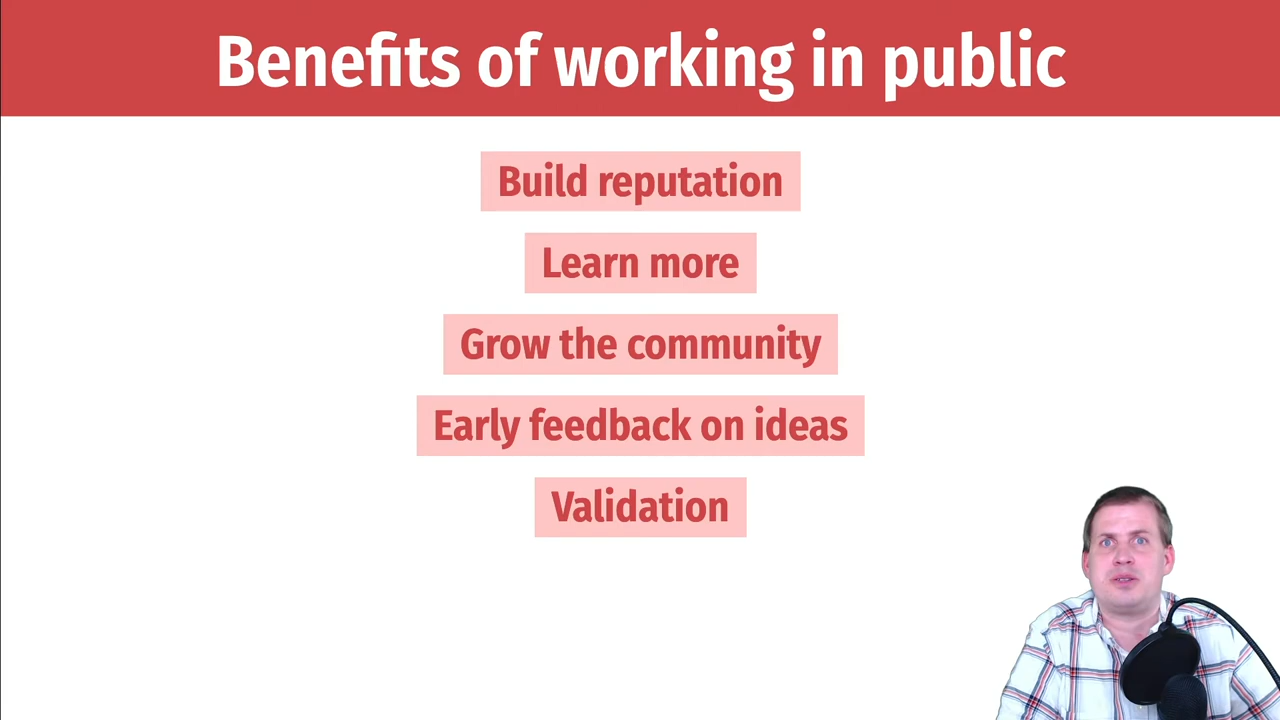 Benefits of working in public
Build reputation
Learn more
Grow the community
Early feedback on ideas
Validation